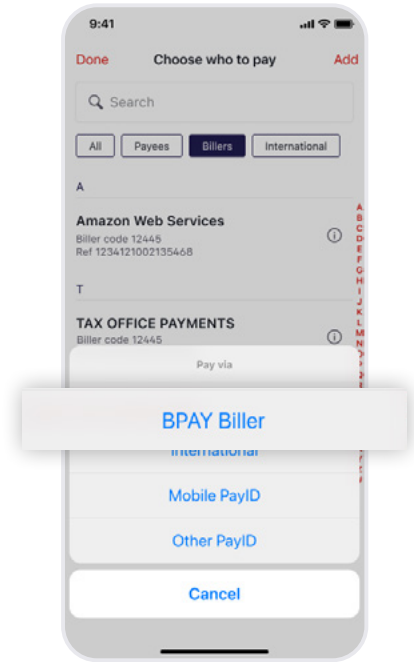 9:41
Done Choose who to pay Add
Search
All Payees Billers International
A
Amazon Web Services
Biller code 12445
Ref 1234121002135468
T
TAX OFFICE PAYMENTS
Biller code 12445
A
B
C
D
E
F
G
H
I
J
K
L
M
N
Pay via
BPAY Biller
International
Mobile PayID
Other PayID
Cancel